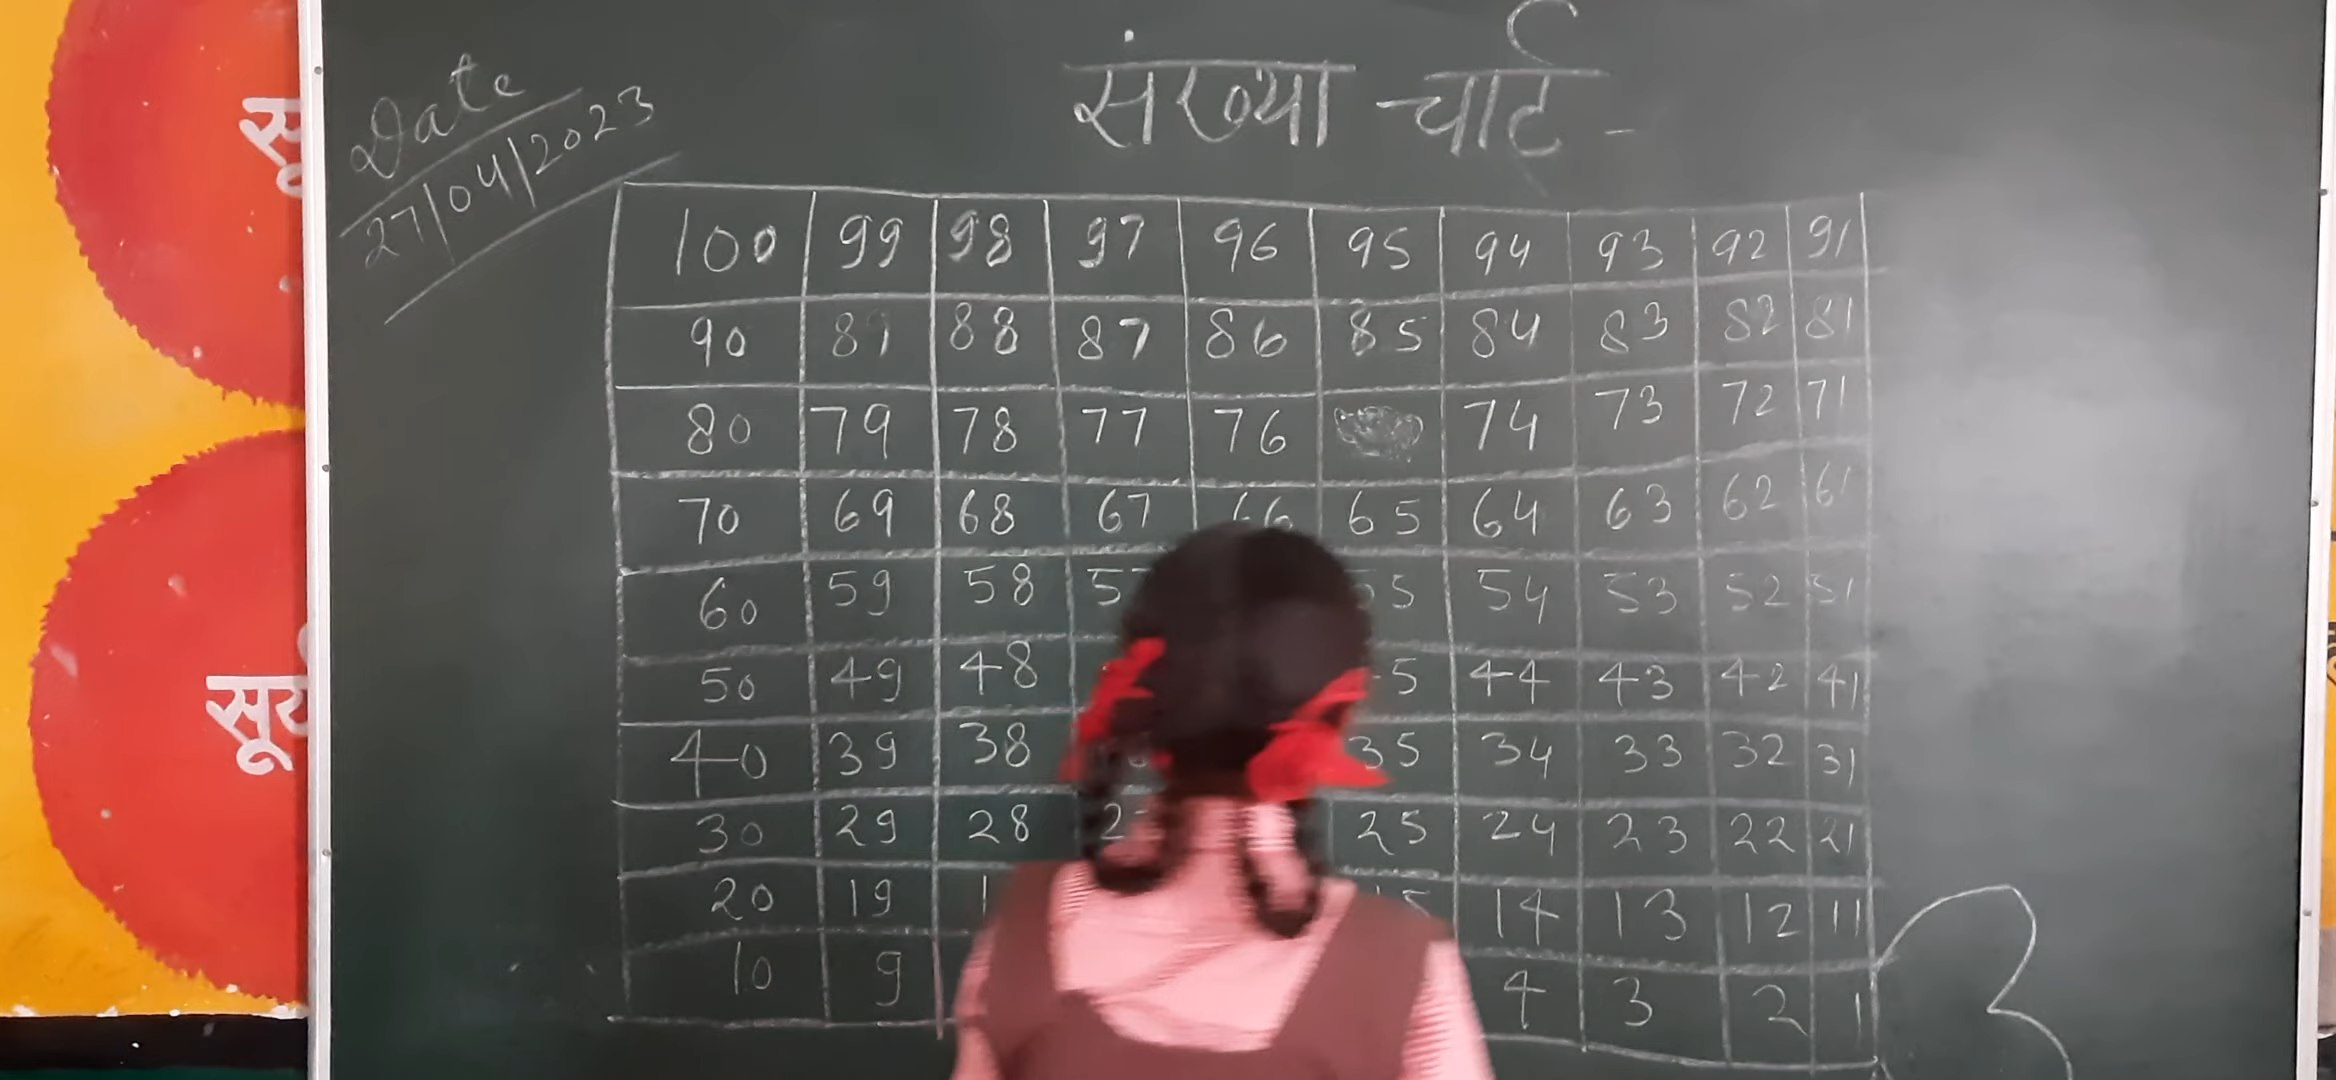 संख्या चार्ट -
Date
27/04/2023
सू
सूर्य
100 99 98 97 96 95 94 93 92 91
90 89 88 87 86 85 84 83 82 81
80 79 78 77 76 74 73 72 71
70 69 68 67 66 65 64 63 62 61
60 59 58 55 54 53 52 51
50 49 48 44 43 42 41
40 39 38 35 34 33 32 31
30 29 28 25 24 23 22 21
20 19 14 13 12 11
10 9 4 3 2 1